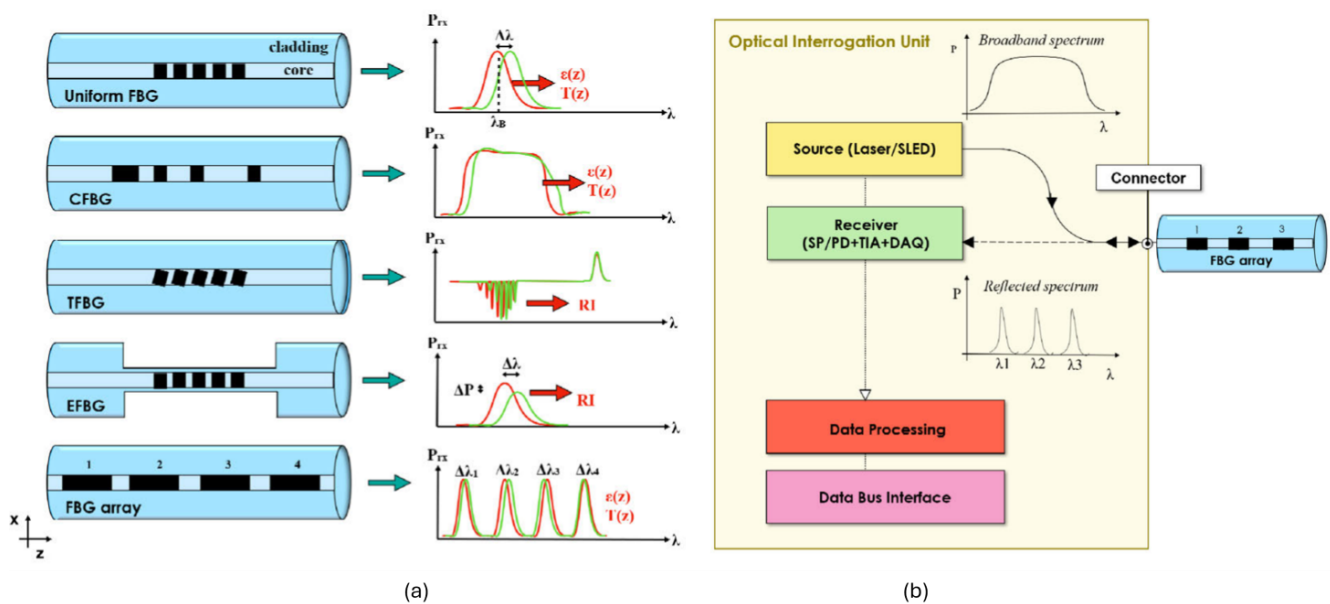 cladding
core
Uniform FBG
Prx
Δλ
ε(z)
T(z)
λB
λ
CFBG
Prx
ε(z)
T(z)
λ
TFBG
Prx
RI
λ
EFBG
Prx
Δλ
ΔP
RI
λ
1 2 3 4
FBG array
Prx
Δλ1 Δλ2 Δλ3 Δλ4
ε(z)
T(z)
λ
x
z
(a)
Optical Interrogation Unit
Broadband spectrum
P
λ
Source (Laser/SLED)
Connector
Receiver
(SP/PD+TIA+DAQ)
1 2 3
FBG array
Reflected spectrum
P
λ1 λ2 λ3
λ
Data Processing
Data Bus Interface
(b)